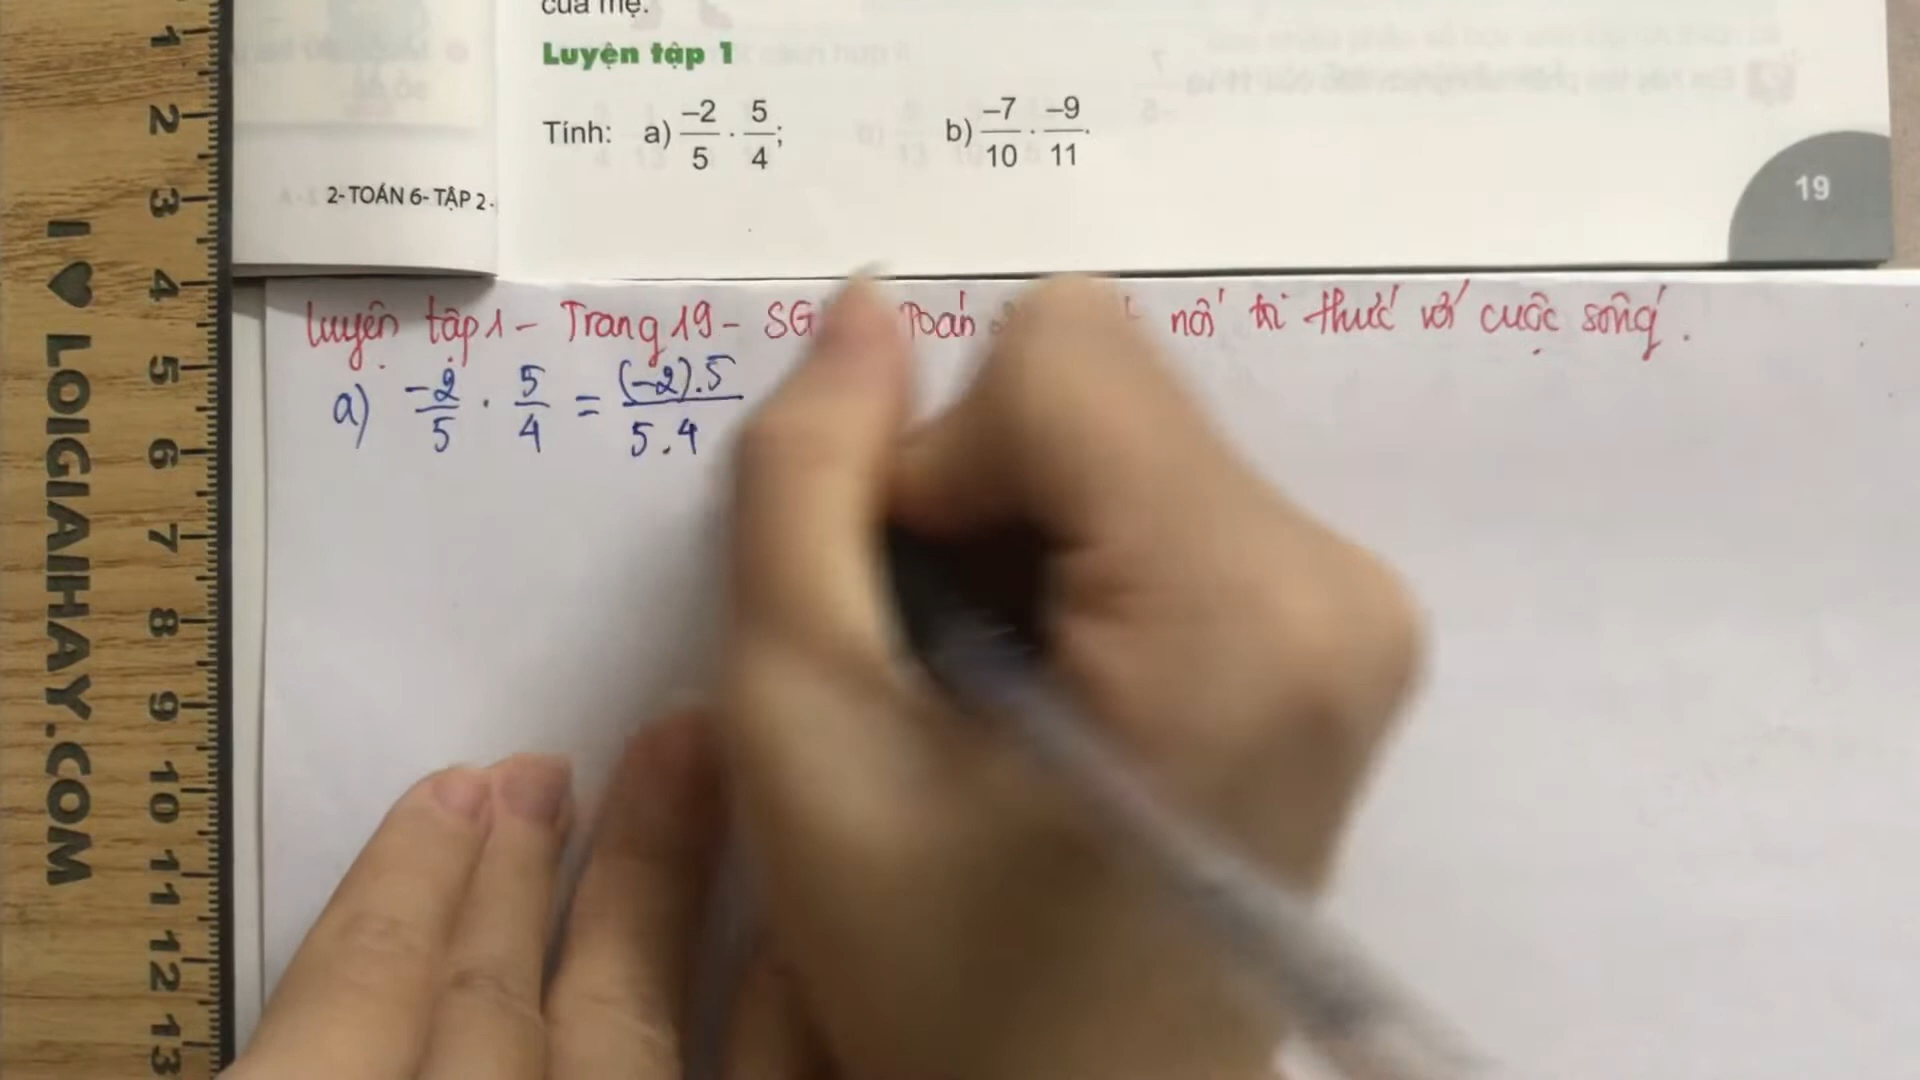 của mẹ.
Luyện tập 1
Tính: a) −2/5 · 5/4; b) −7/10 · −9/11.
2- TOÁN 6- TẬP 2-
19
Luyện tập 1 – Trang 19 – SG Toán nối tri thức với cuộc sống.
a) −2/5 . 5/4 = (−2).5 / 5.4
I ♥ LOIGIAIHAY.COM
1 2 3 4 5 6 7 8 9 10 11 12 13